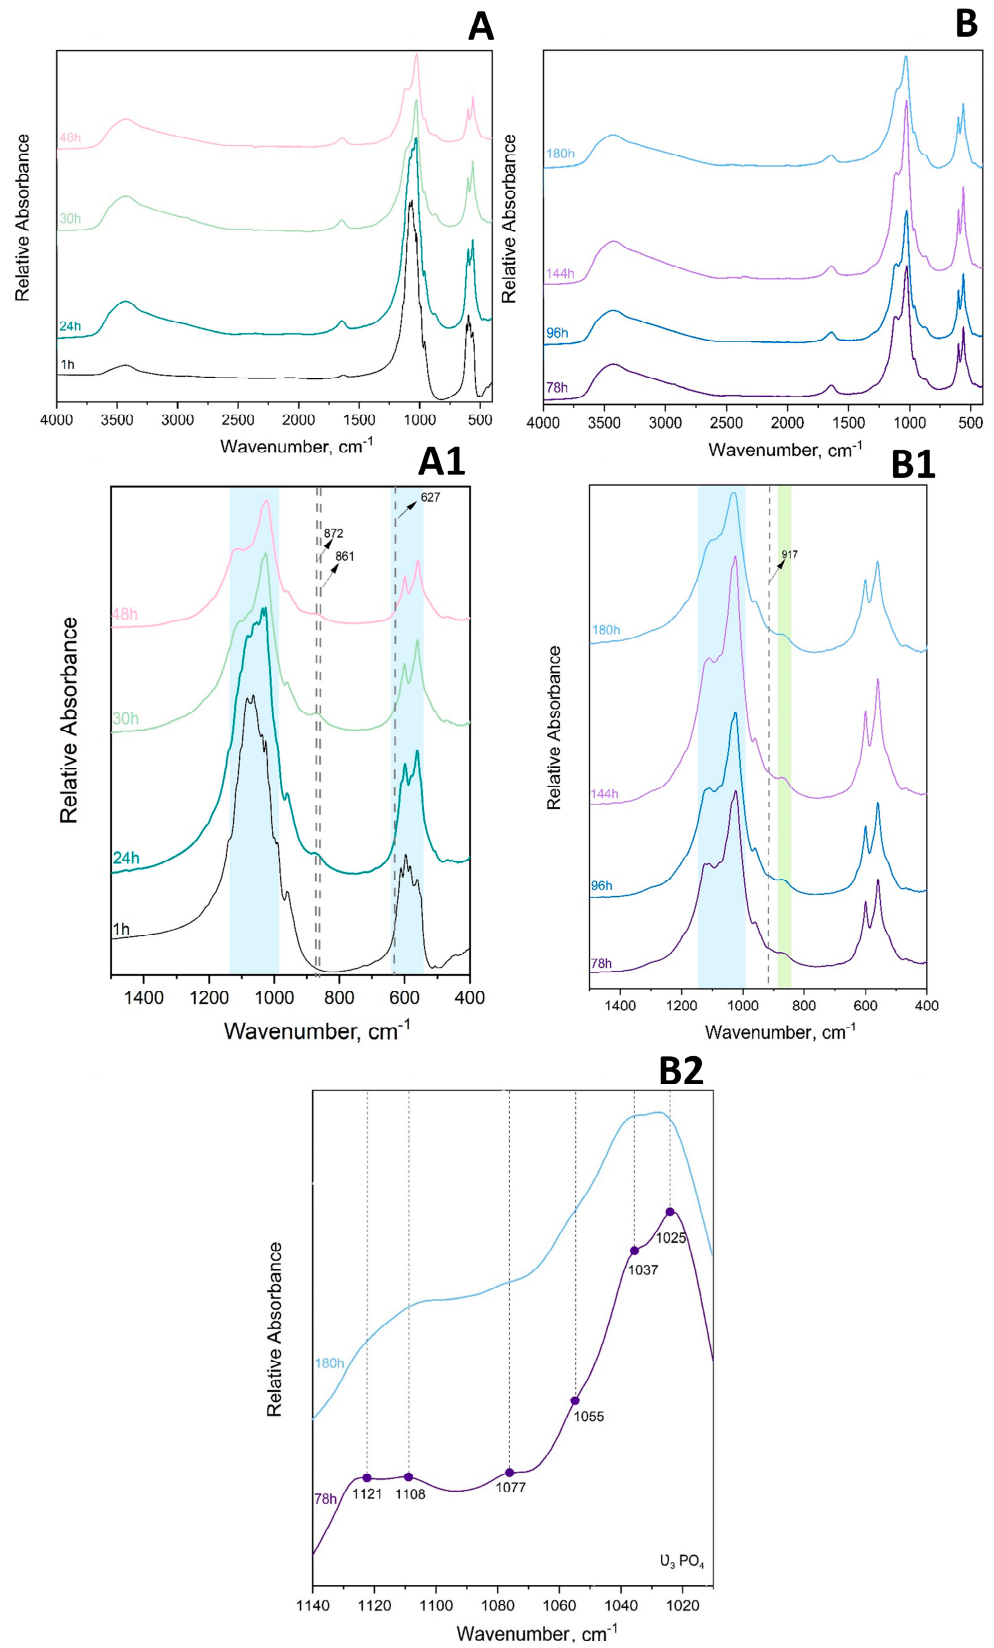 A
B
Relative Absorbance
48h
30h
24h
1h
4000 3500 3000 2500 2000 1500 1000 500
Wavenumber, cm-1
Relative Absorbance
180h
144h
96h
78h
4000 3500 3000 2500 2000 1500 1000 500
Wavenumber, cm-1
A1
B1
Relative Absorbance
627
872
861
48h
30h
24h
1h
1400 1200 1000 800 600 400
Wavenumber, cm-1
Relative Absorbance
917
180h
144h
96h
78h
1400 1200 1000 800 600 400
Wavenumber, cm-1
B2
Relative Absorbance
1025
1037
180h
1055
1077
1121
1108
78h
υ3 PO4
1140 1120 1100 1080 1060 1040 1020
Wavenumber, cm-1